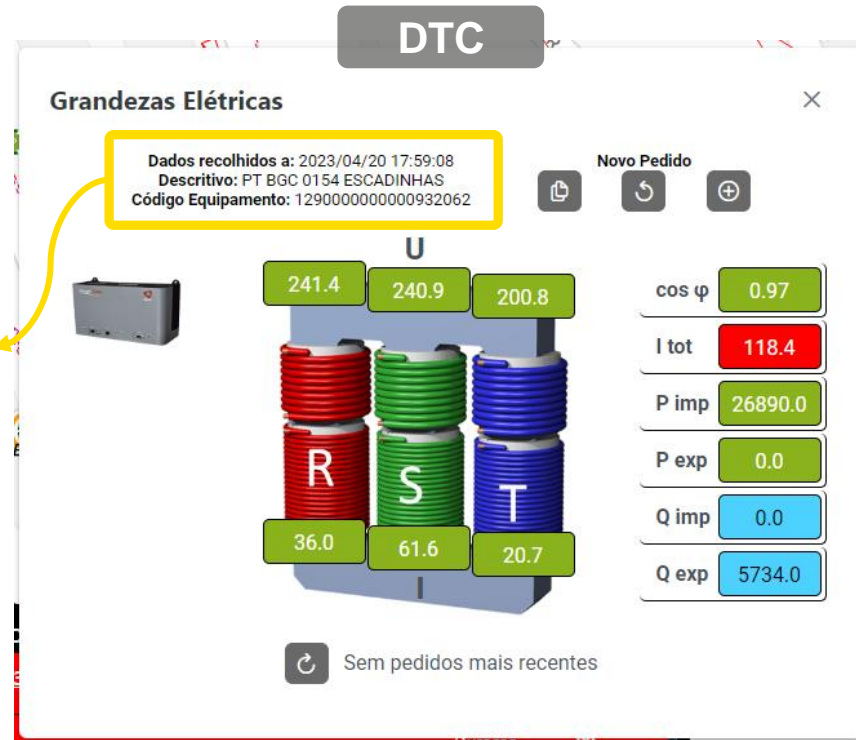 DTC
Grandezas Elétricas
Dados recolhidos a: 2023/04/20 17:59:08
Descritivo: PT BGC 0154 ESCADINHAS
Código Equipamento: 1290000000000932062
Novo Pedido
U
241.4 240.9 200.8
R S T
36.0 61.6 20.7
I
cos φ 0.97
I tot 118.4
P imp 26890.0
P exp 0.0
Q imp 0.0
Q exp 5734.0
Sem pedidos mais recentes